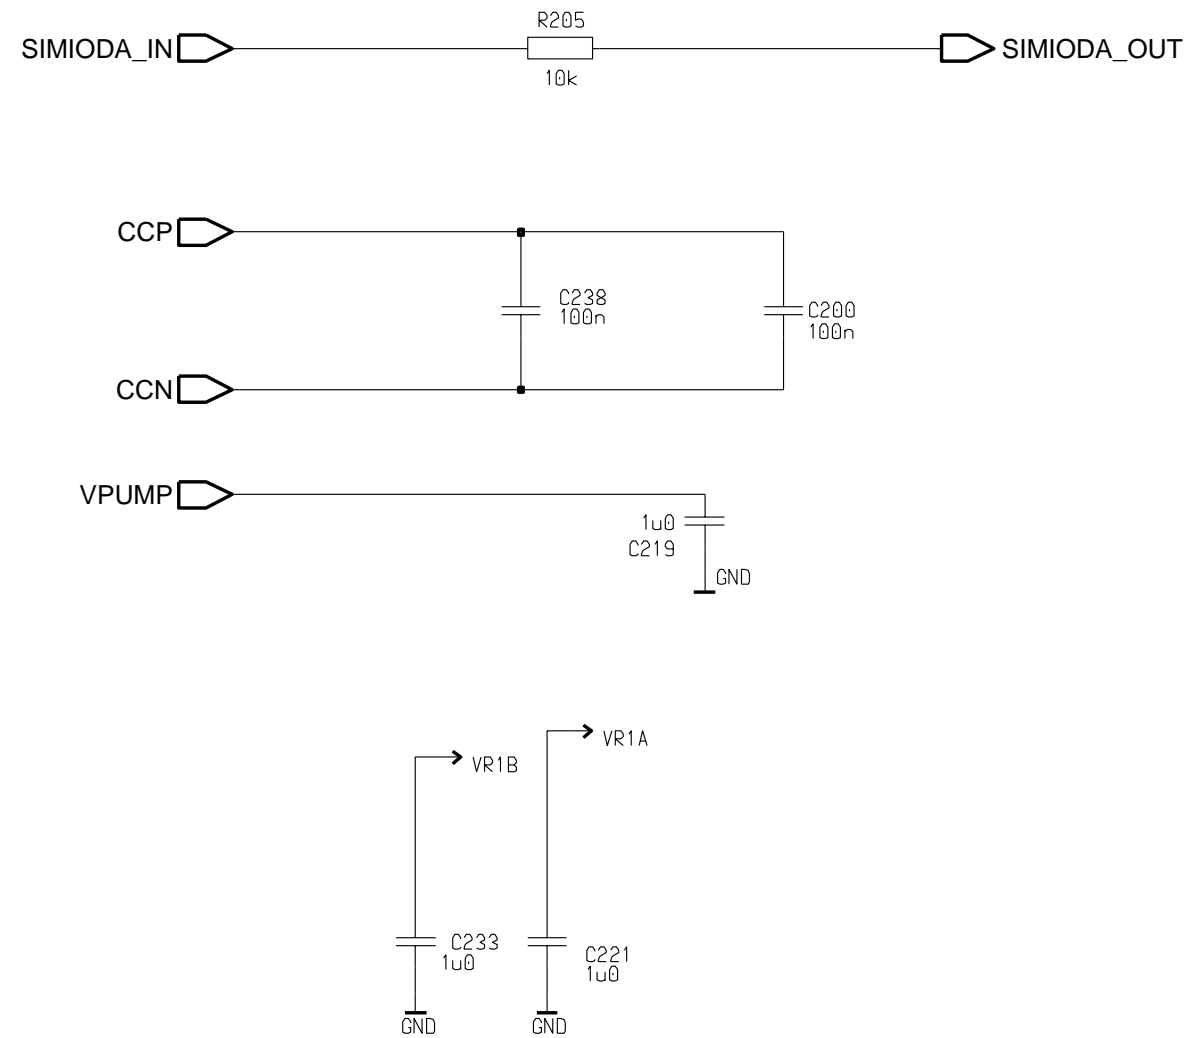 R205
SIMIODA_IN
SIMIODA_OUT
10k
CCP
C238
100n
C200
100n
CCN
VPUMP
1u0
C219
GND
VR1A
VR1B
C233
1u0
C221
1u0
GND
GND